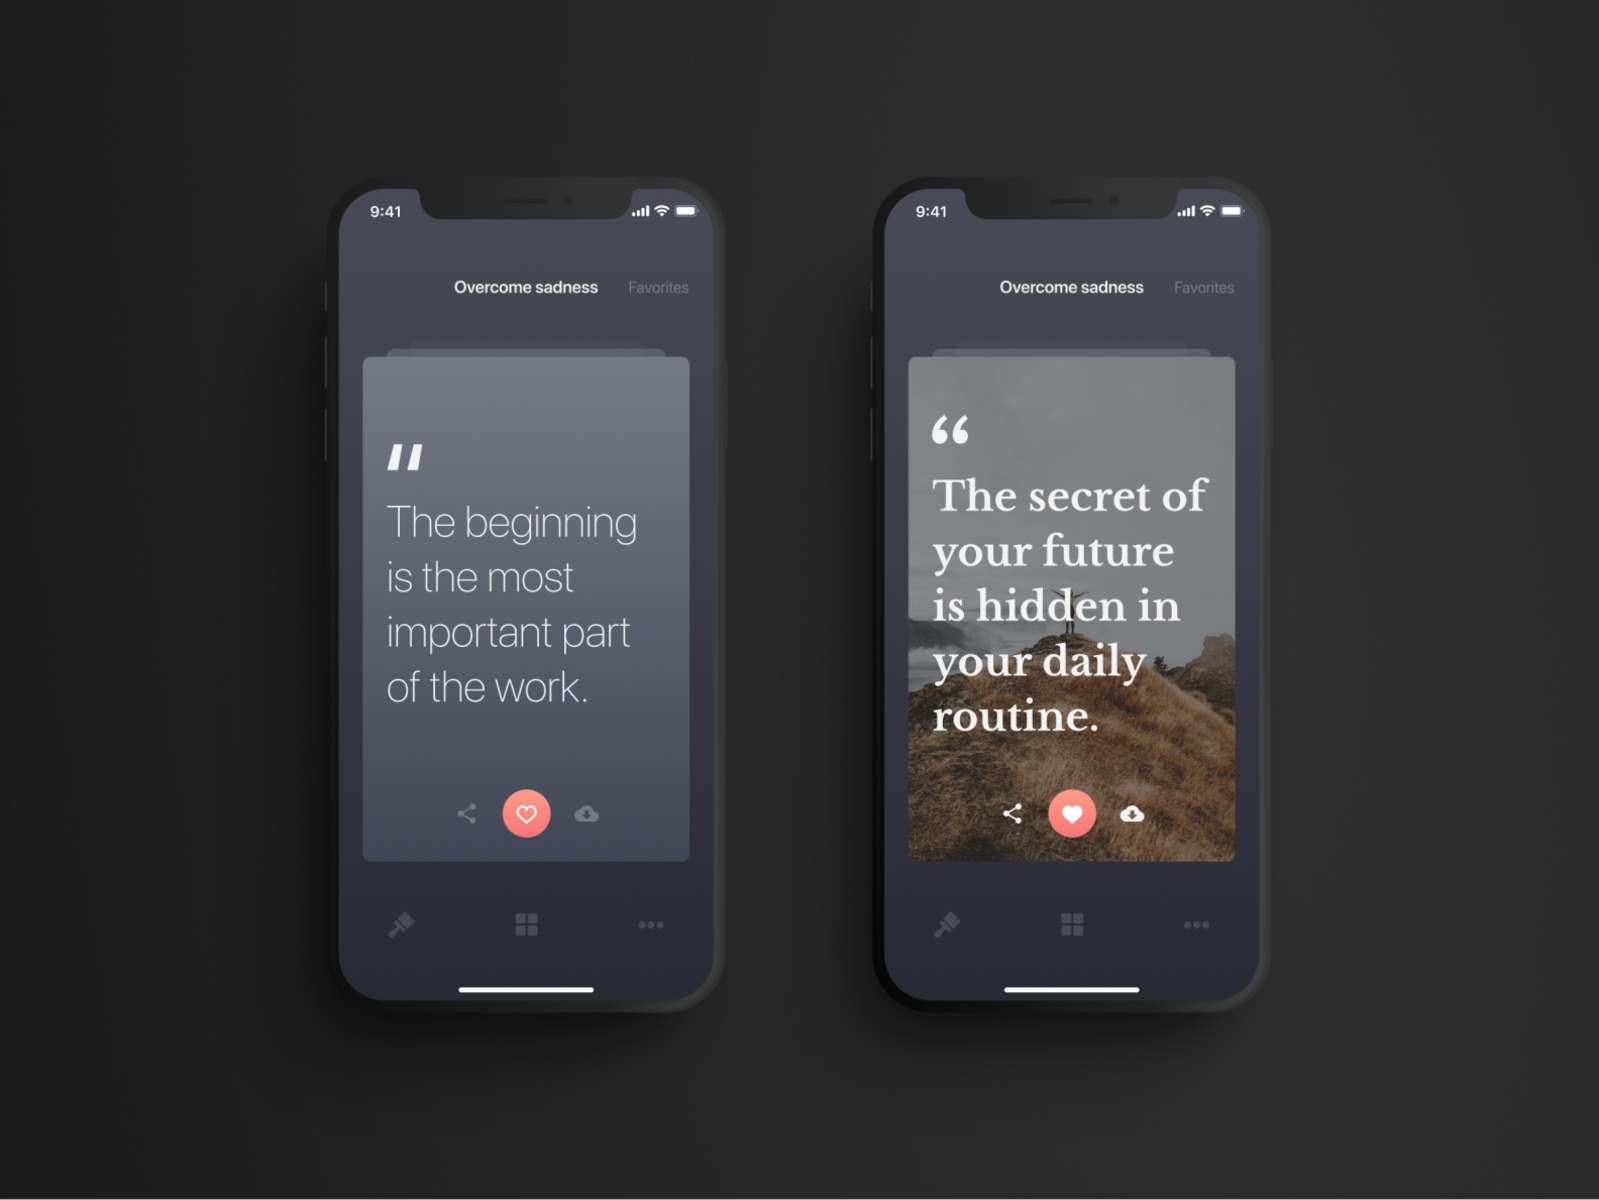 9:41
Overcome sadness Favorites
"
The beginning
is the most
important part
of the work.
9:41
Overcome sadness Favorites
“
The secret of
your future
is hidden in
your daily
routine.